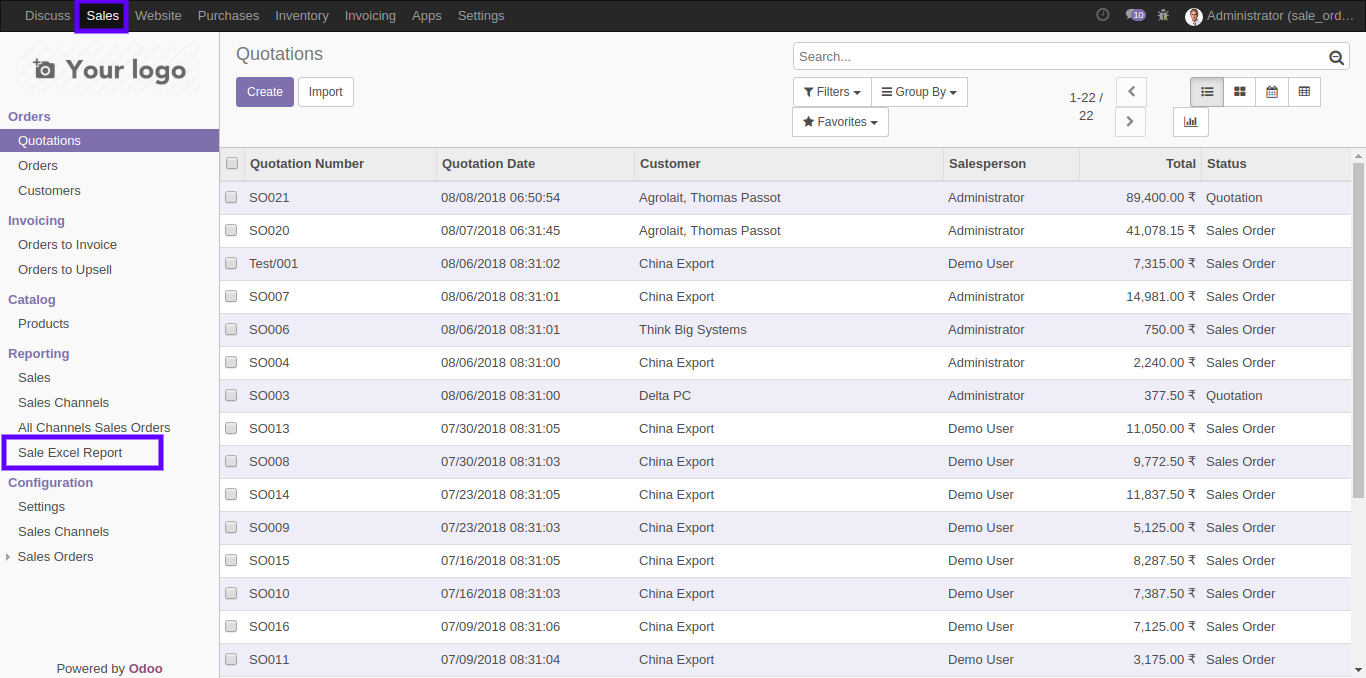 Discuss Sales Website Purchases Inventory Invoicing Apps Settings 10 Administrator (sale_ord…
Your logo
Quotations
Search...
Create Import
Filters Group By
Favorites
1-22 /
22
Orders
Quotations
Orders
Customers
Invoicing
Orders to Invoice
Orders to Upsell
Catalog
Products
Reporting
Sales
Sales Channels
All Channels Sales Orders
Sale Excel Report
Configuration
Settings
Sales Channels
Sales Orders
Powered by Odoo
Quotation Number Quotation Date Customer Salesperson Total Status
SO021 08/08/2018 06:50:54 Agrolait, Thomas Passot Administrator 89,400.00 ₹ Quotation
SO020 08/07/2018 06:31:45 Agrolait, Thomas Passot Administrator 41,078.15 ₹ Sales Order
Test/001 08/06/2018 08:31:02 China Export Demo User 7,315.00 ₹ Sales Order
SO007 08/06/2018 08:31:01 China Export Administrator 14,981.00 ₹ Sales Order
SO006 08/06/2018 08:31:01 Think Big Systems Administrator 750.00 ₹ Sales Order
SO004 08/06/2018 08:31:00 China Export Administrator 2,240.00 ₹ Sales Order
SO003 08/06/2018 08:31:00 Delta PC Administrator 377.50 ₹ Quotation
SO013 07/30/2018 08:31:05 China Export Demo User 11,050.00 ₹ Sales Order
SO008 07/30/2018 08:31:03 China Export Demo User 9,772.50 ₹ Sales Order
SO014 07/23/2018 08:31:05 China Export Demo User 11,837.50 ₹ Sales Order
SO009 07/23/2018 08:31:03 China Export Demo User 5,125.00 ₹ Sales Order
SO015 07/16/2018 08:31:05 China Export Demo User 8,287.50 ₹ Sales Order
SO010 07/16/2018 08:31:03 China Export Demo User 7,387.50 ₹ Sales Order
SO016 07/09/2018 08:31:06 China Export Demo User 7,125.00 ₹ Sales Order
SO011 07/09/2018 08:31:04 China Export Demo User 3,175.00 ₹ Sales Order